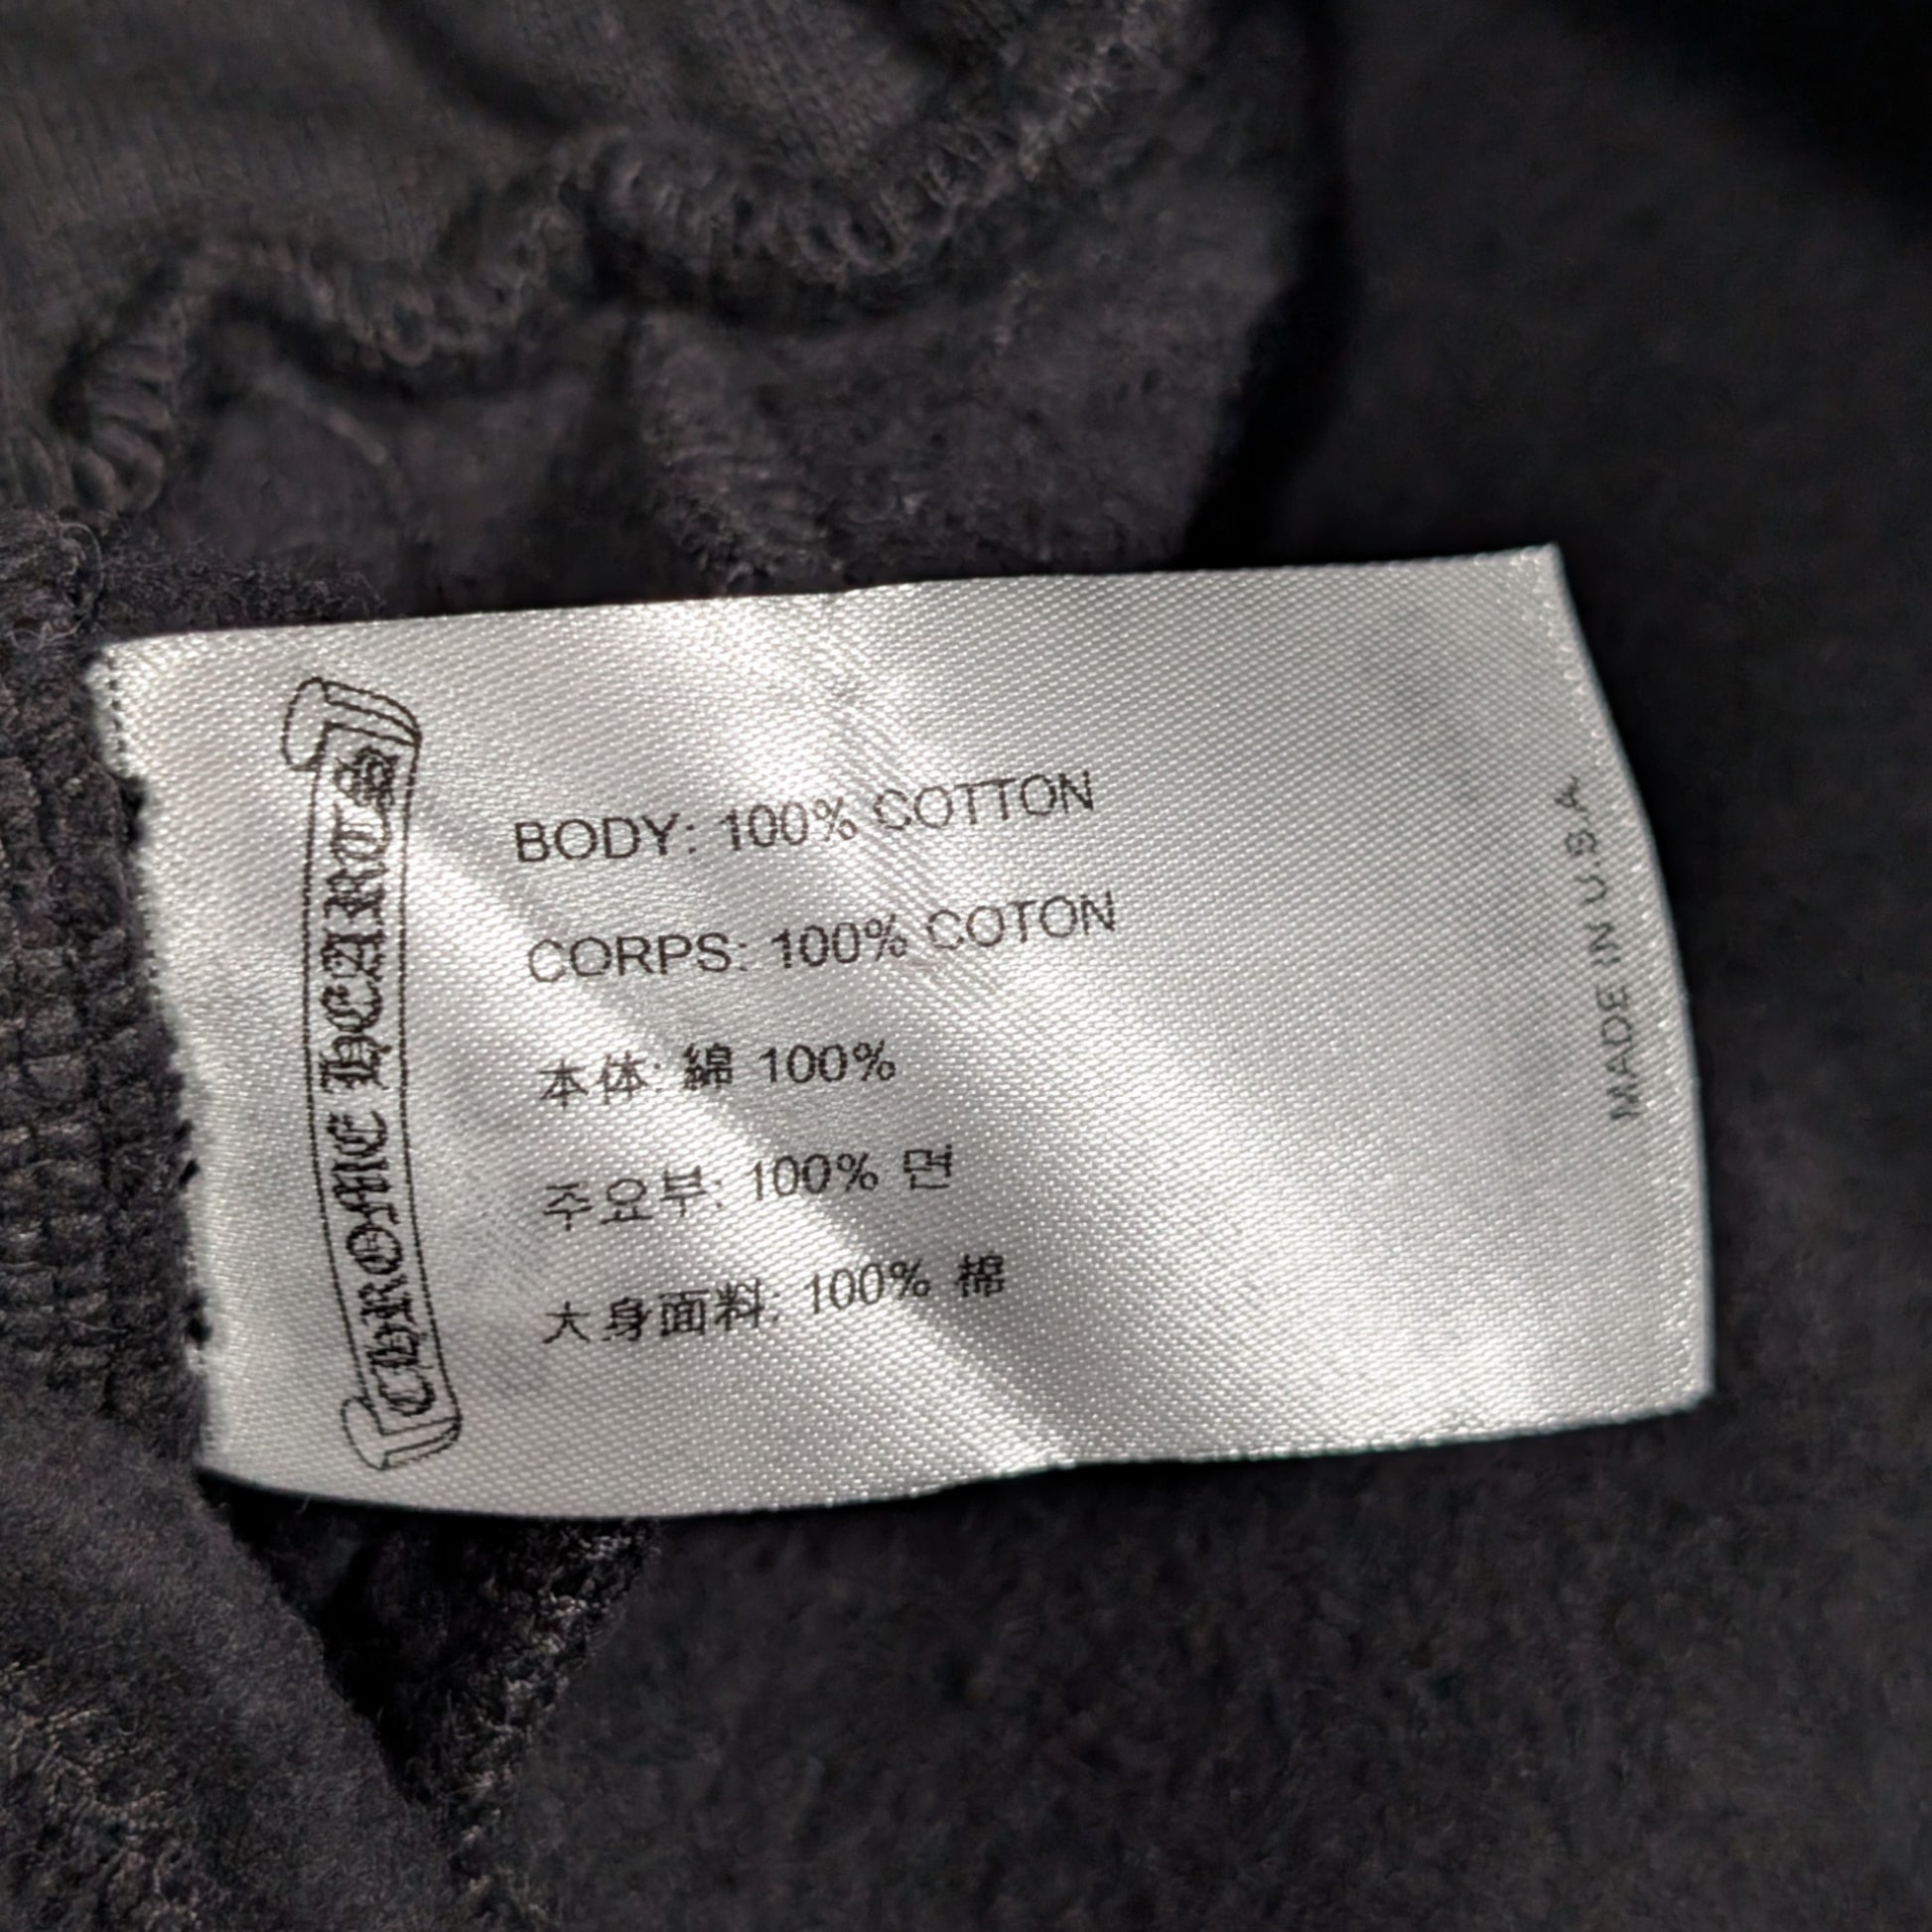 CHROME HEARTS
BODY: 100% COTTON
CORPS: 100% COTON
本体: 綿 100%
주요부: 100% 면
大身面料: 100% 棉
MADE IN U.S.A.